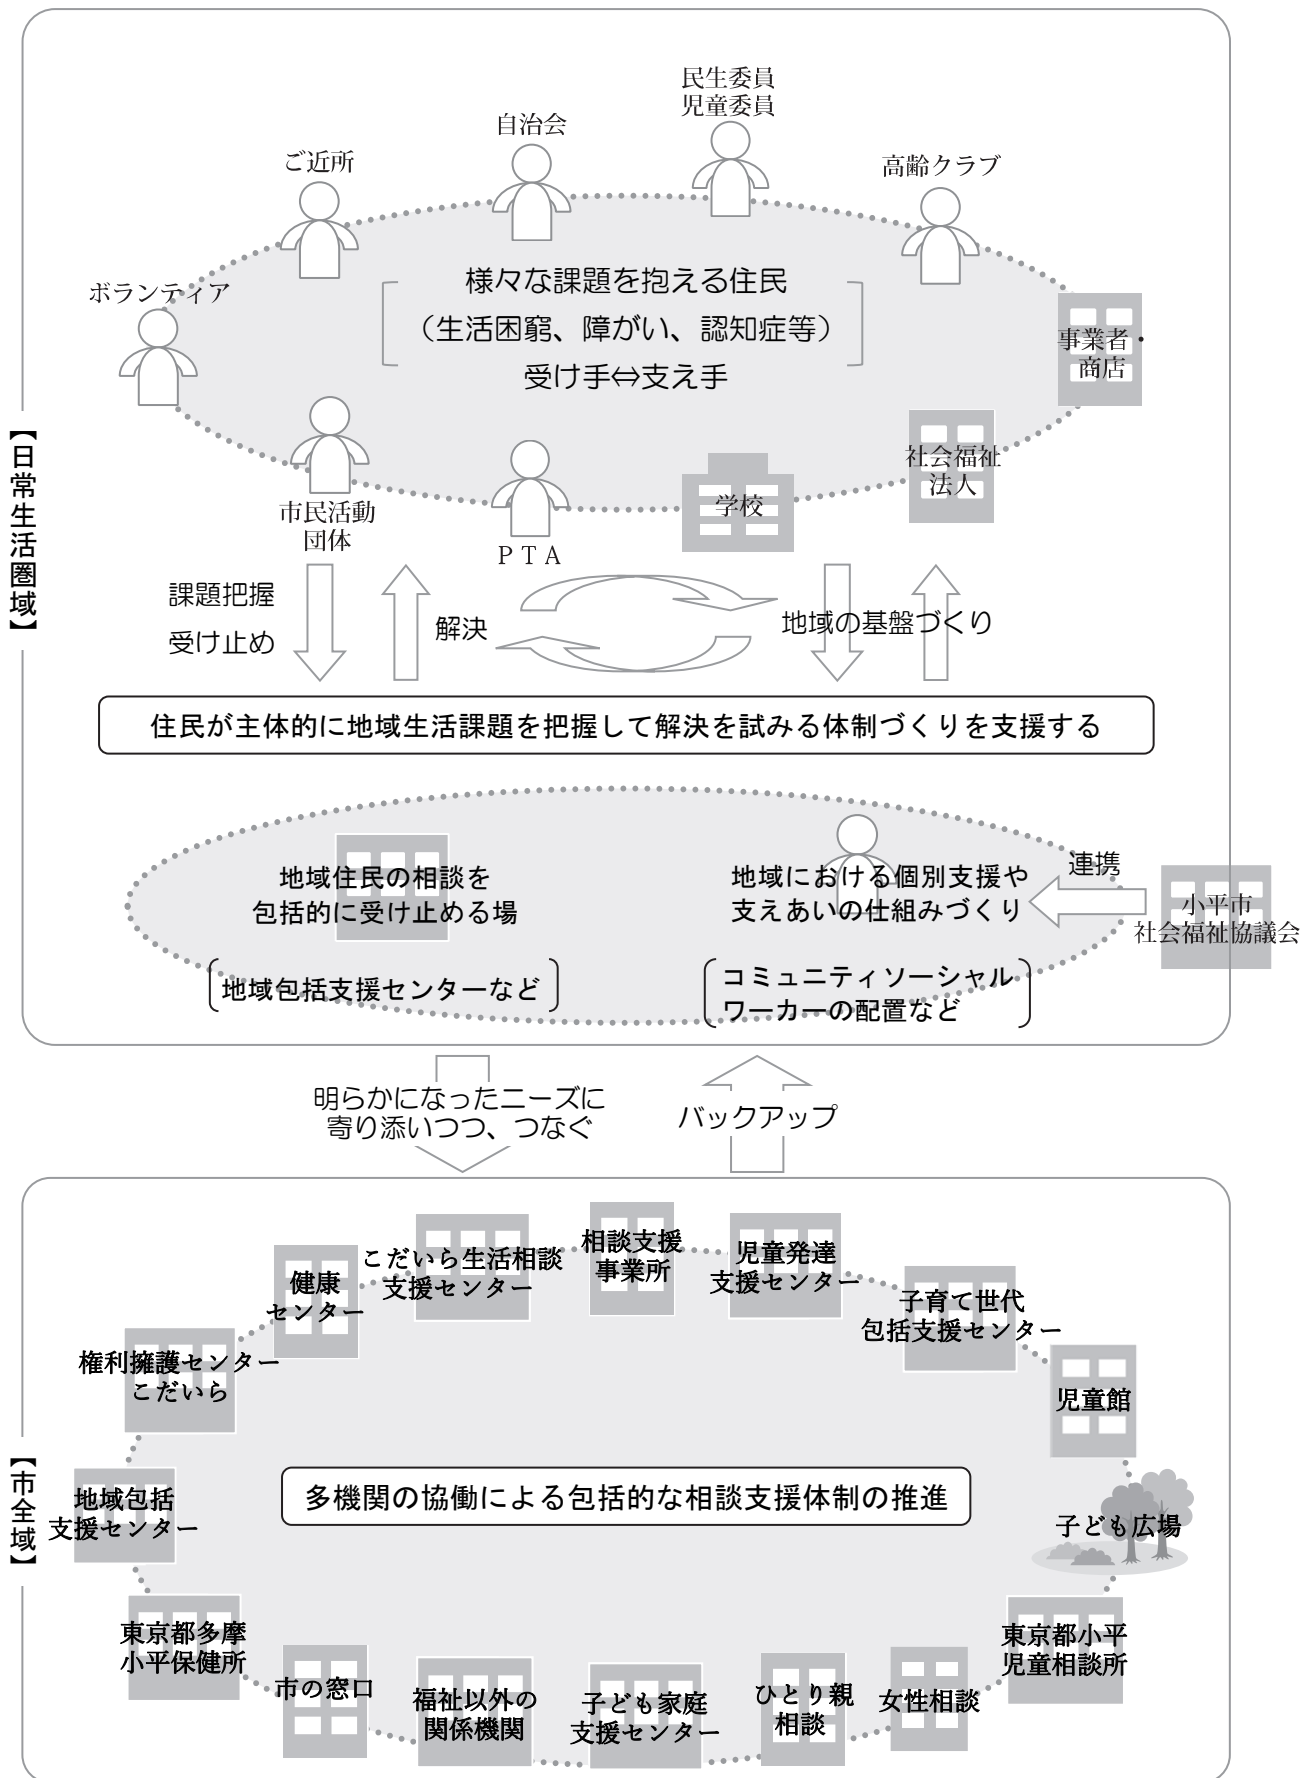 民生委員
児童委員
自治会
ご近所
高齢クラブ
ボランティア
様々な課題を抱える住民
（生活困窮、障がい、認知症等）
受け手⇔支え手
事業者・
商店
社会福祉
法人
学校
市民活動
団体
ＰＴＡ
【日常生活圏域】
課題把握
受け止め
解決
地域の基盤づくり
住民が主体的に地域生活課題を把握して解決を試みる体制づくりを支援する
地域住民の相談を
包括的に受け止める場
地域における個別支援や
支えあいの仕組みづくり
連携
小平市
社会福祉協議会
地域包括支援センターなど
コミュニティソーシャル
ワーカーの配置など
明らかになったニーズに
寄り添いつつ、つなぐ
バックアップ
相談支援
事業所
こだいら生活相談
支援センター
児童発達
支援センター
健康
センター
子育て世代
包括支援センター
権利擁護センター
こだいら
児童館
【市全域】
多機関の協働による包括的な相談支援体制の推進
地域包括
支援センター
子ども広場
東京都多摩
小平保健所
東京都小平
児童相談所
市の窓口
福祉以外の
関係機関
子ども家庭
支援センター
ひとり親
相談
女性相談